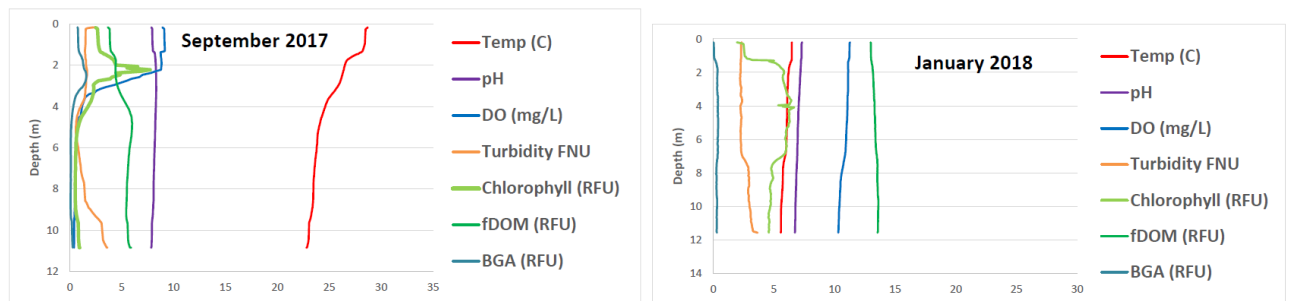 September 2017
Depth (m)
0
2
4
6
8
10
12
0 5 10 15 20 25 30 35
Temp (C)
pH
DO (mg/L)
Turbidity FNU
Chlorophyll (RFU)
fDOM (RFU)
BGA (RFU)
January 2018
Depth (m)
0
2
4
6
8
10
12
14
0 5 10 15 20 25 30
Temp (C)
pH
DO (mg/L)
Turbidity FNU
Chlorophyll (RFU)
fDOM (RFU)
BGA (RFU)